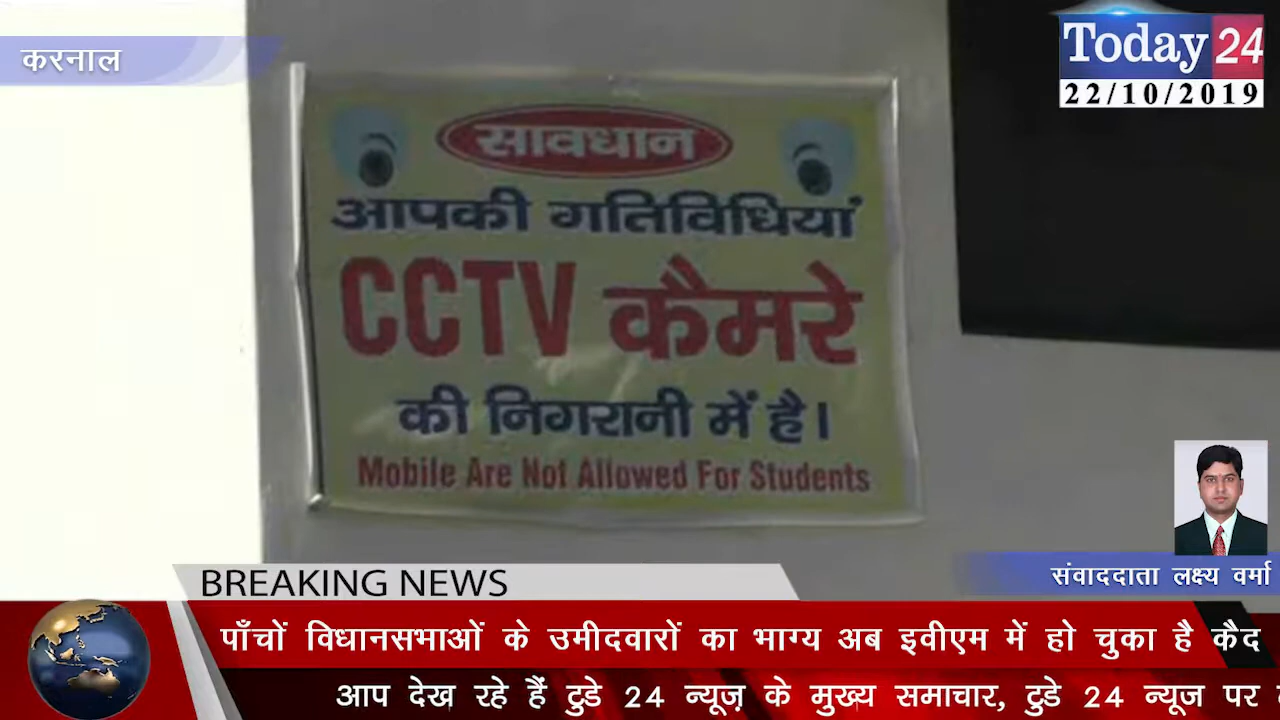 करनाल
Today 24
22/10/2019
सावधान
आपकी गतिविधियां
CCTV कैमरे
की निगरानी में है।
Mobile Are Not Allowed For Students
संवाददाता लक्ष्य वर्मा
BREAKING NEWS
पाँचों विधानसभाओं के उमीदवारों का भाग्य अब इवीएम में हो चुका है कैद
आप देख रहे हैं टुडे 24 न्यूज़ के मुख्य समाचार, टुडे 24 न्यूज पर